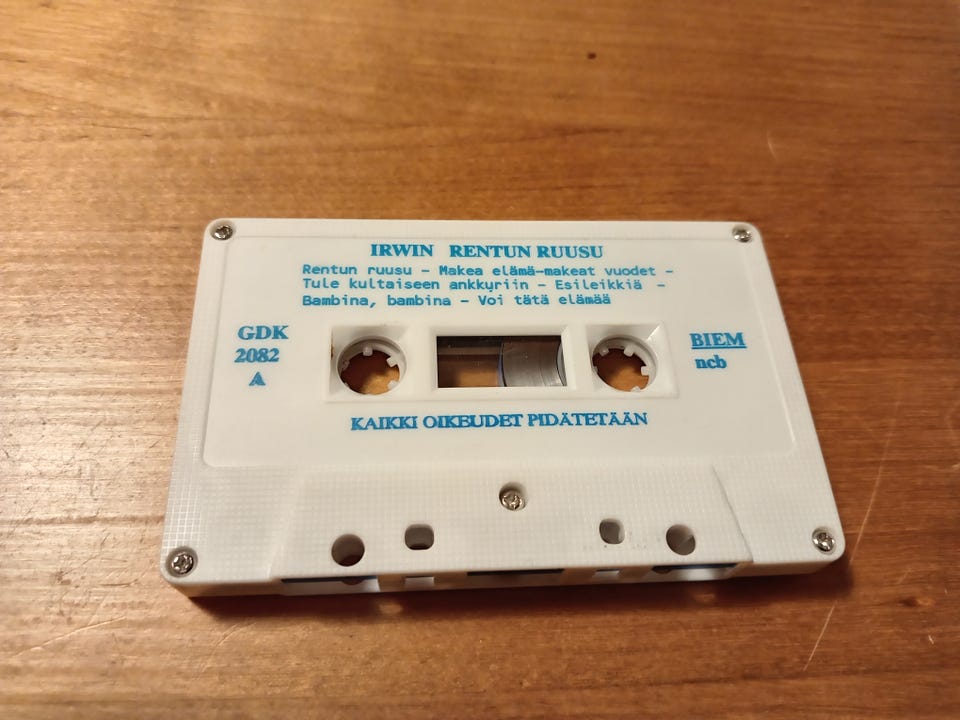 IRWIN RENTUN RUUSU
Rentun ruusu - Makea elämä-makeat vuodet -
Tule kultaiseen ankkuriin - Esileikkiä -
Bambina, bambina - Voi tätä elämää
GDK
2082
A
BIEM
ncb
KAIKKI OIKEUDET PIDÄTETÄÄN